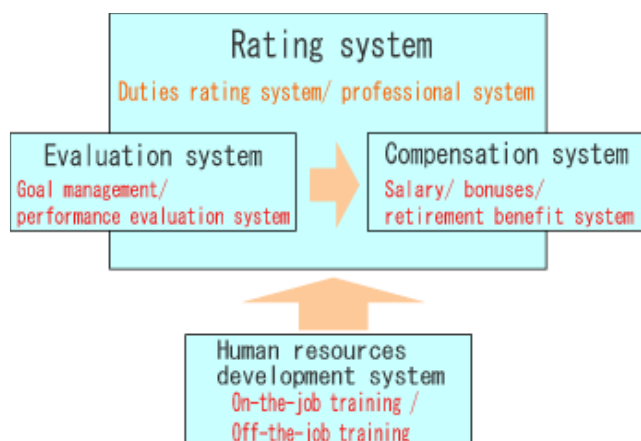 Rating system
Duties rating system/ professional system
Evaluation system
Goal management/
performance evaluation system
Compensation system
Salary/ bonuses/
retirement benefit system
Human resources
development system
On-the-job training /
Off-the-job training